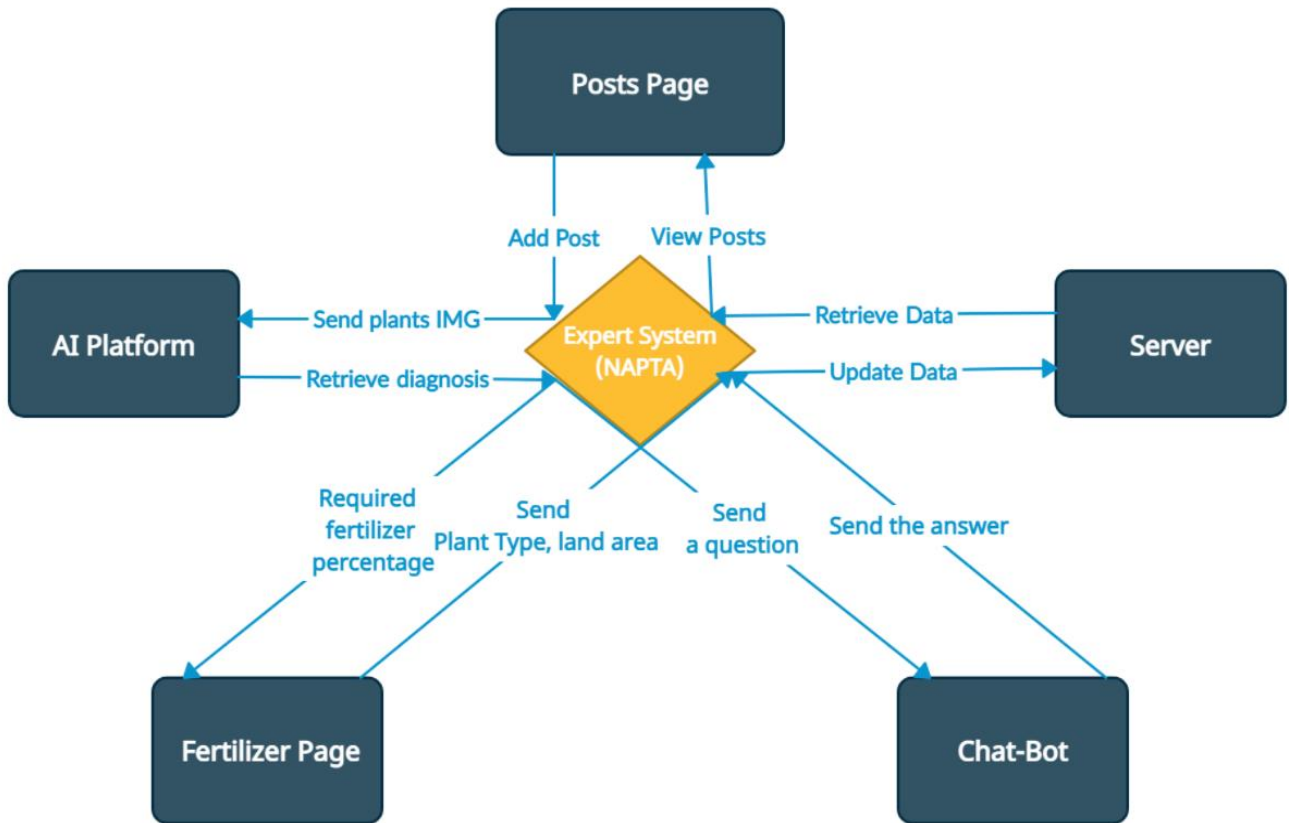 Posts Page
Add Post
View Posts
AI Platform
Send plants IMG
Retrieve diagnosis
Expert System
(NAPTA)
Retrieve Data
Update Data
Server
Required
fertilizer
percentage
Send
Plant Type, land area
Send
a question
Send the answer
Fertilizer Page
Chat-Bot